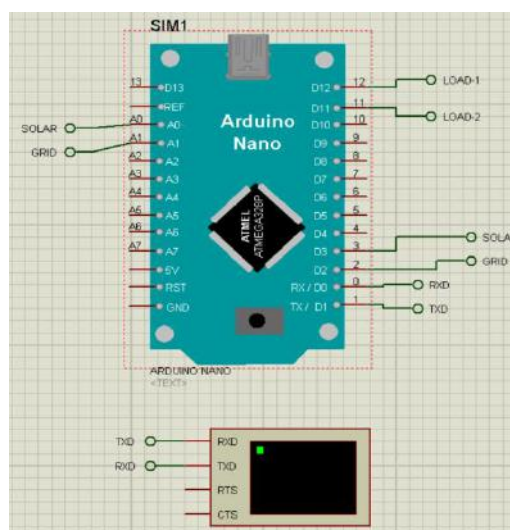 SIM1
13 D13 D12 12 LOAD-1
REF D11 11 LOAD-2
SOLAR A0 A0 Arduino D10 10
GRID A1 A1 Nano D9 9
A2 A2 D8 8
A3 A3 D7 7
A4 A4 D6 6
A5 A5 D5 5
A6 A6 ATMEL D4 4
A7 A7 ATMEGA328P D3 3 SOLA
5V D2 2 GRID
RST RX / D0 0 RXD
GND TX / D1 1 TXD
ARDUINO NANO
<TEXT>
TXD RXD
RXD TXD
RTS
CTS